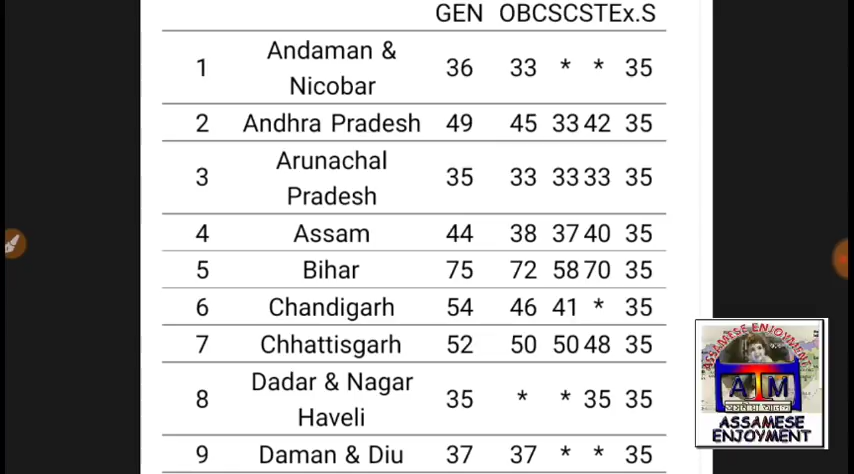 GEN OBCSCSTEx.S
1 Andaman & Nicobar 36 33 * * 35
2 Andhra Pradesh 49 45 33 42 35
3 Arunachal Pradesh 35 33 33 33 35
4 Assam 44 38 37 40 35
5 Bihar 75 72 58 70 35
6 Chandigarh 54 46 41 * 35
7 Chhattisgarh 52 50 50 48 35
8 Dadar & Nagar Haveli 35 * * 35 35
9 Daman & Diu 37 37 * * 35
ASSAMESE ENJOYMENT
ATM
ASSAMESE
ENJOYMENT